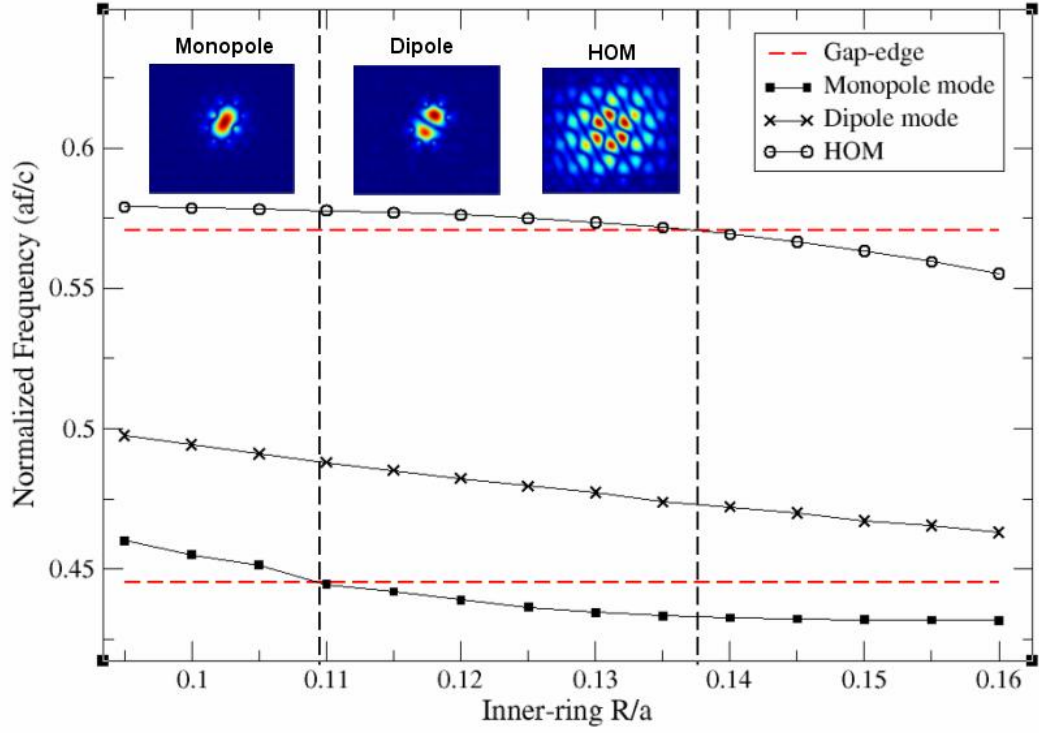 Monopole
Dipole
HOM
Gap-edge
Monopole mode
Dipole mode
HOM
Normalized Frequency (af/c)
0.6
0.55
0.5
0.45
0.1
0.11
0.12
0.13
0.14
0.15
0.16
Inner-ring R/a